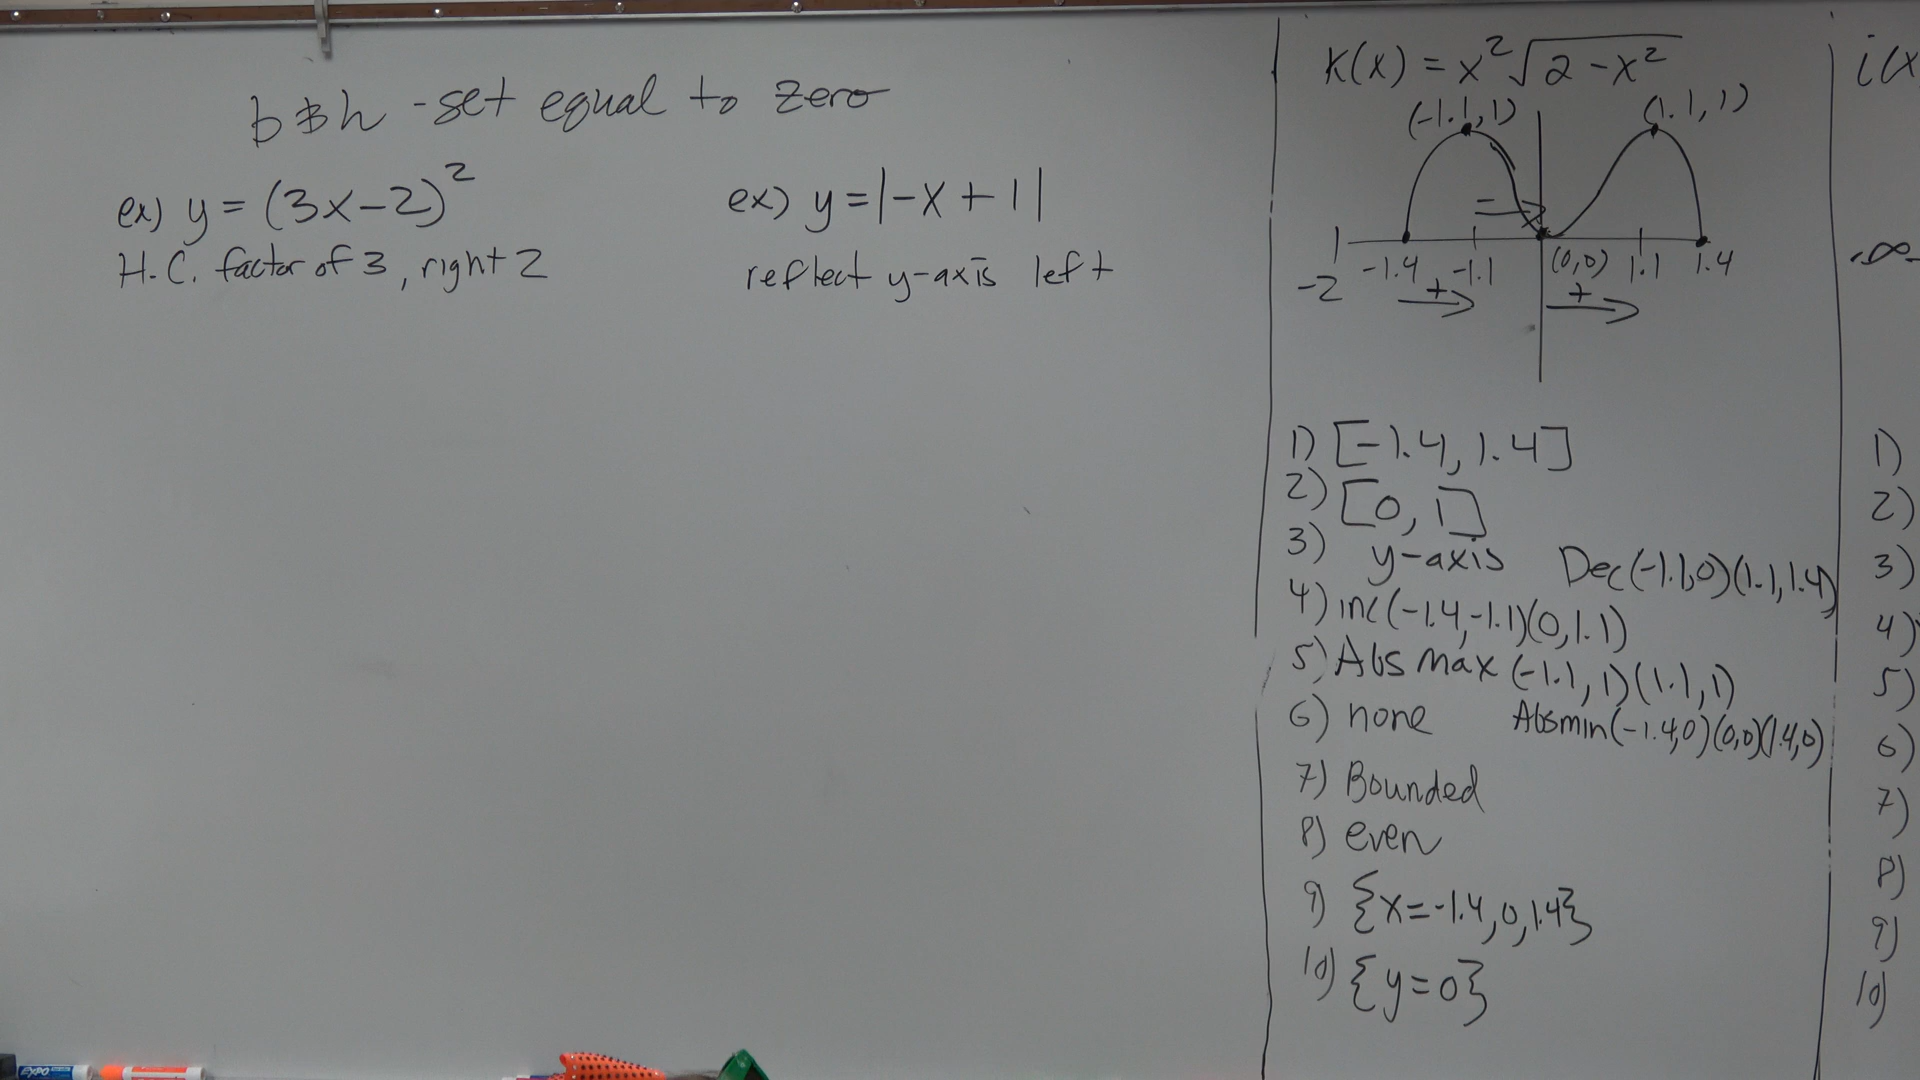 b & h - set equal to zero
ex) y = (3x-2)²
H.C. factor of 3, right 2
ex) y = |-x + 1|
reflect y-axis left
K(x) = x²√(2-x²)
(-1.1, 1) (1.1, 1)
-1.4 -1.1 (0,0) 1.1 1.4
-2
+ +
1) [-1.4, 1.4]
2) [0, 1]
3) y-axis
Dec(-1.1,0)(1.1,1.4)
4) inc(-1.4,-1.1)(0,1.1)
5) Abs max (-1.1, 1)(1.1, 1)
Absmin(-1.4,0)(0,0)(1.4,0)
6) none
7) Bounded
8) even
9) {x=-1.4, 0, 1.4}
10) {y=0}
i(x
-∞
1)
2)
3)
4)
5)
6)
7)
8)
9)
10)
EXPO